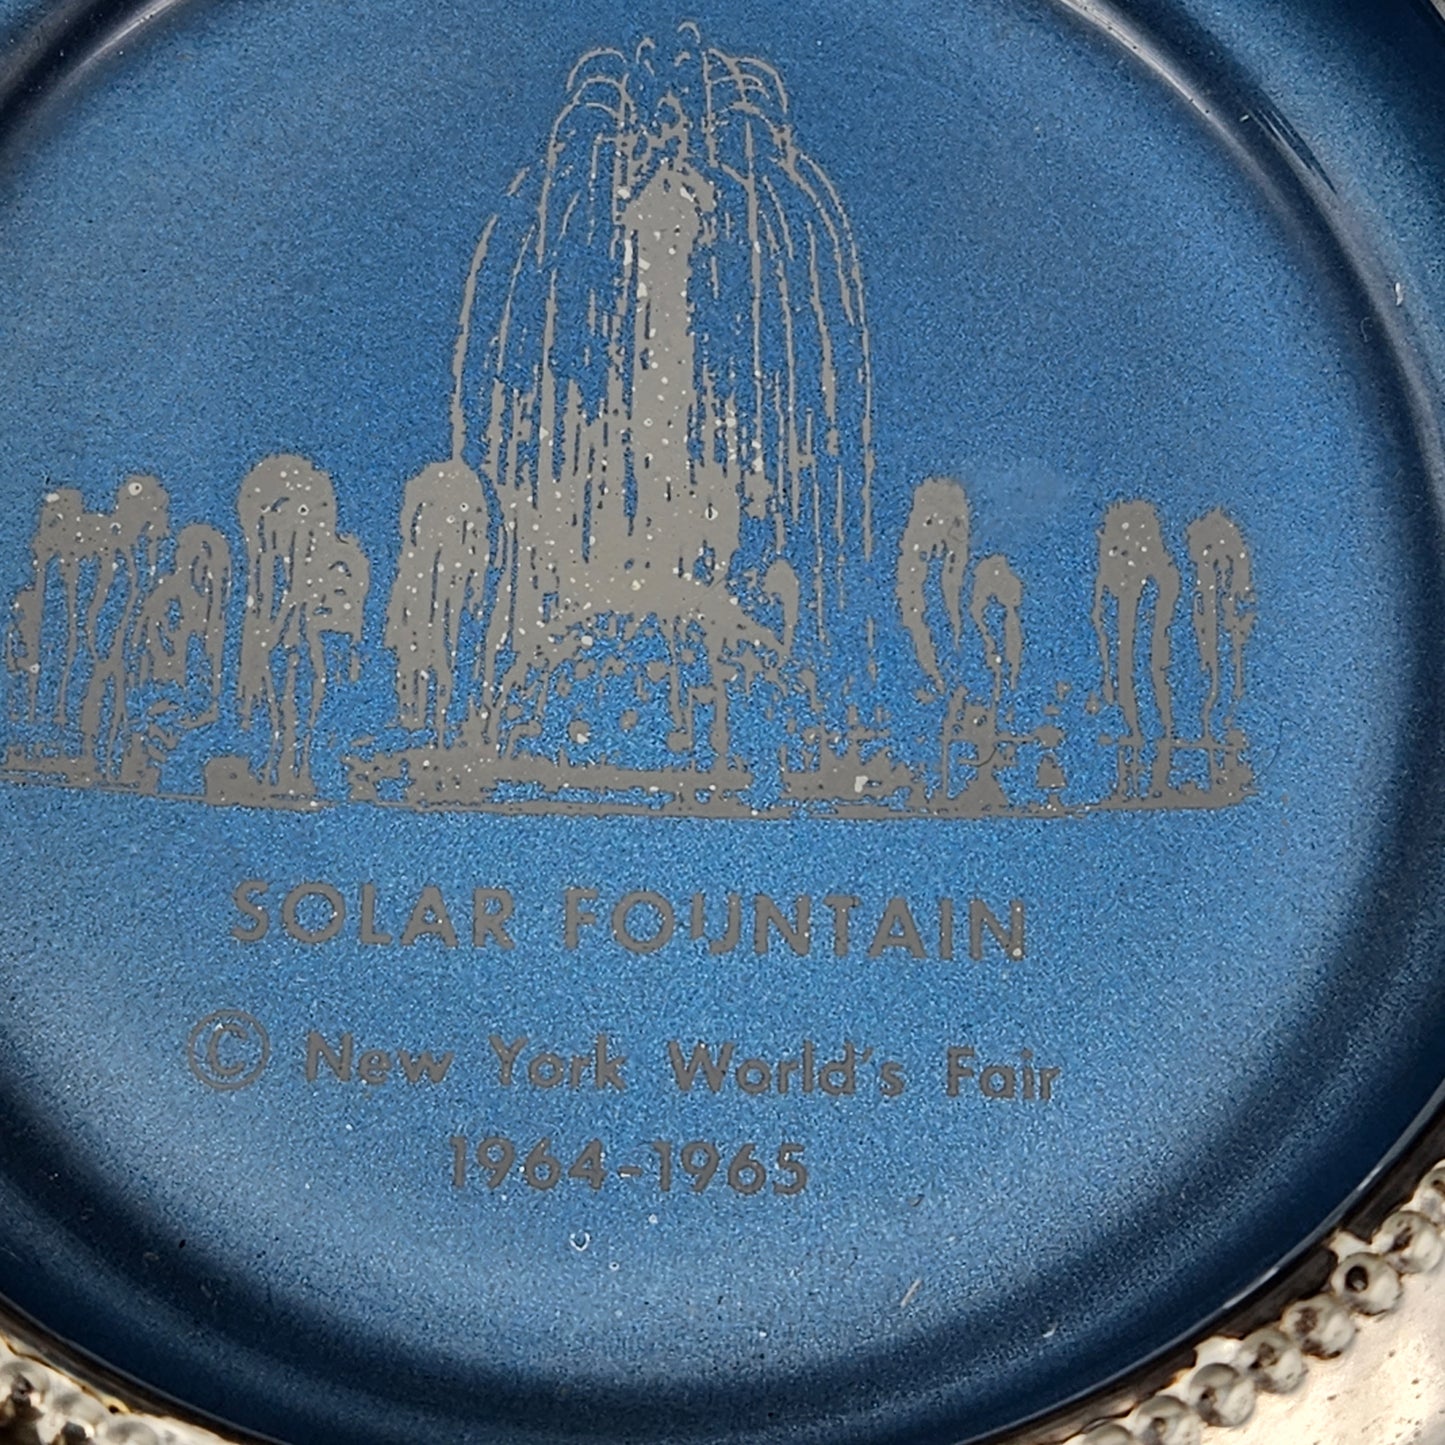 SOLAR FOUNTAIN
© New York World's Fair
1964-1965